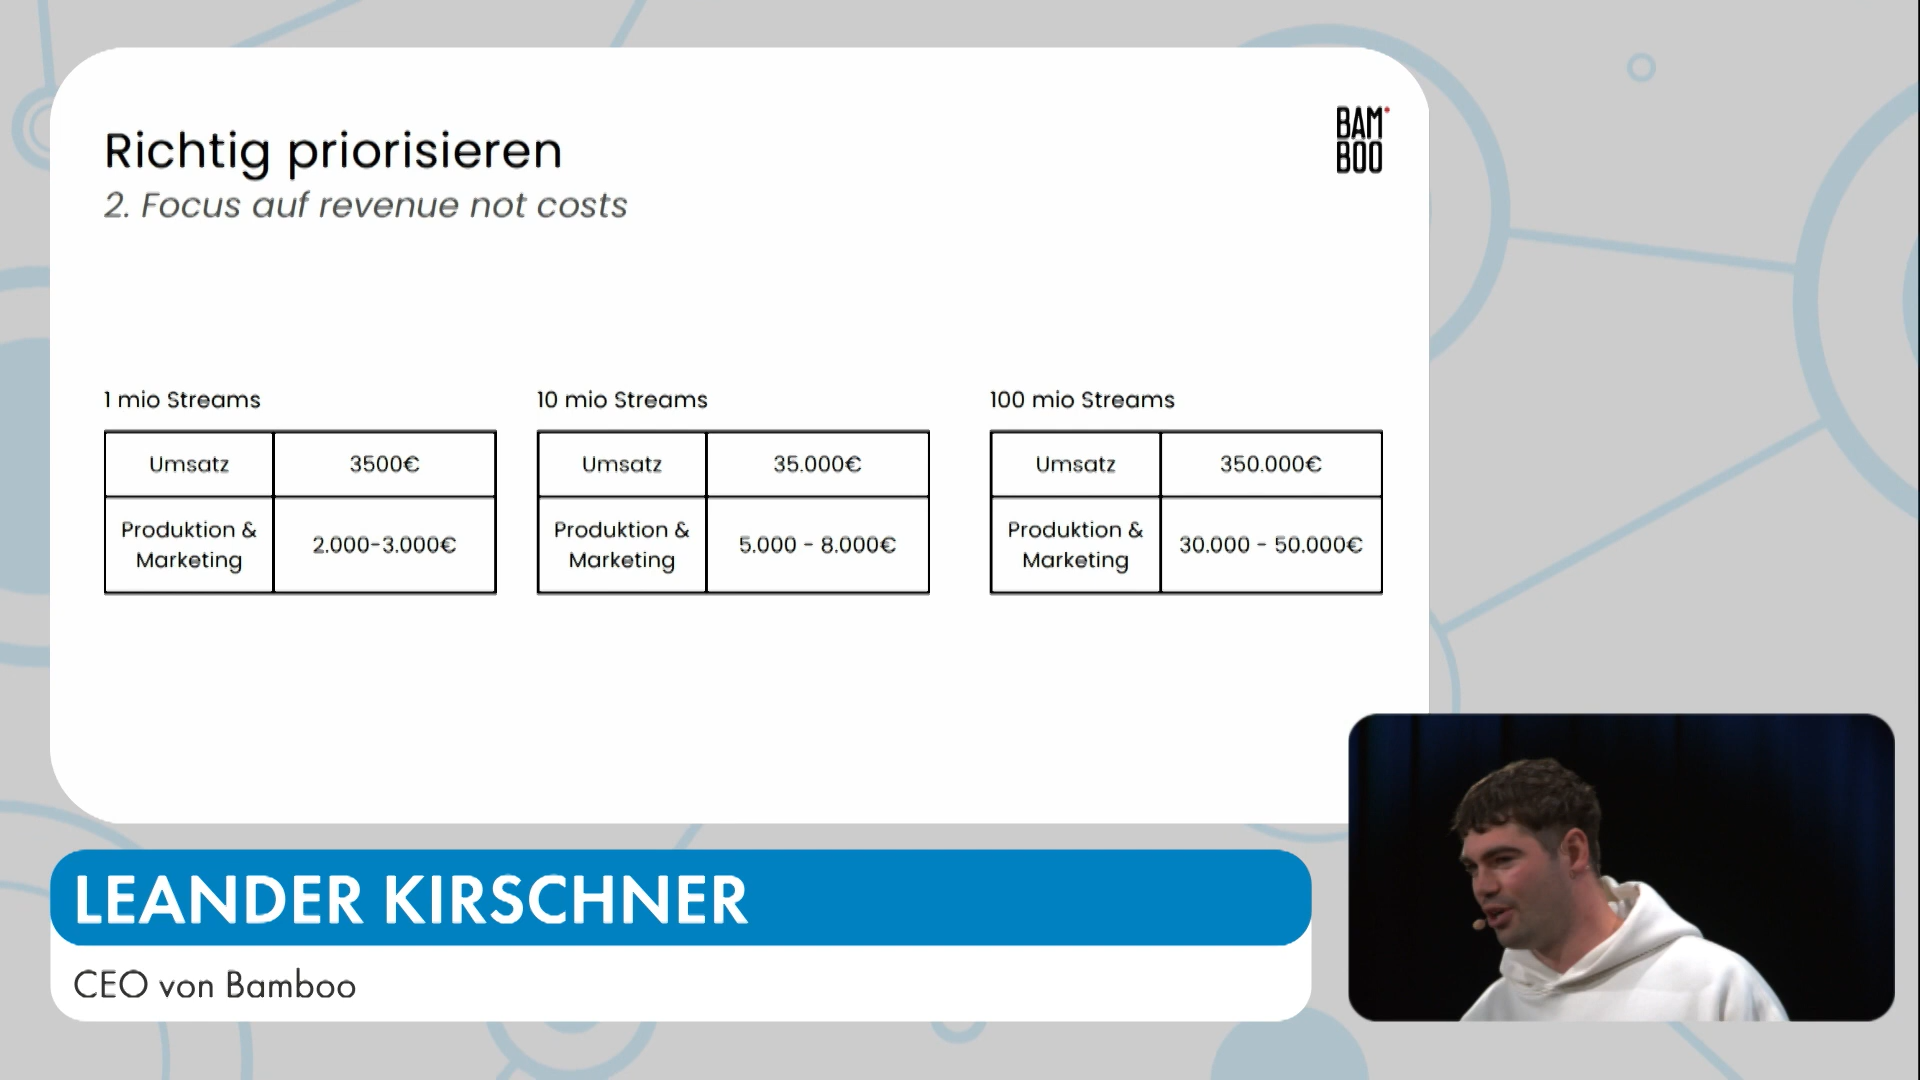 Richtig priorisieren
2. Focus auf revenue not costs
BAM
BOO
1 mio Streams
Umsatz
3500€
Produktion &
Marketing
2.000-3.000€
10 mio Streams
Umsatz
35.000€
Produktion &
Marketing
5.000 - 8.000€
100 mio Streams
Umsatz
350.000€
Produktion &
Marketing
30.000 - 50.000€
LEANDER KIRSCHNER
CEO von Bamboo